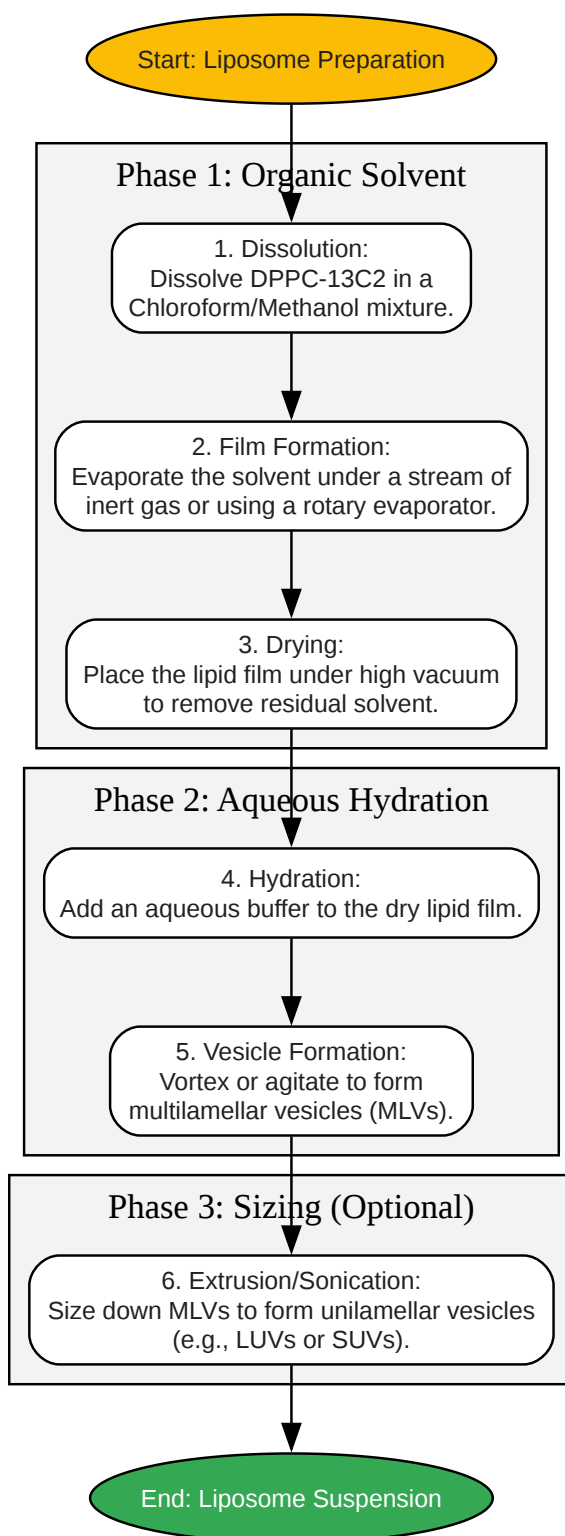 Start: Liposome Preparation
Phase 1: Organic Solvent
1. Dissolution:
Dissolve DPPC-13C2 in a
Chloroform/Methanol mixture.
2. Film Formation:
Evaporate the solvent under a stream of
inert gas or using a rotary evaporator.
3. Drying:
Place the lipid film under high vacuum
to remove residual solvent.
Phase 2: Aqueous Hydration
4. Hydration:
Add an aqueous buffer to the dry lipid film.
5. Vesicle Formation:
Vortex or agitate to form
multilamellar vesicles (MLVs).
Phase 3: Sizing (Optional)
6. Extrusion/Sonication:
Size down MLVs to form unilamellar vesicles
(e.g., LUVs or SUVs).
End: Liposome Suspension